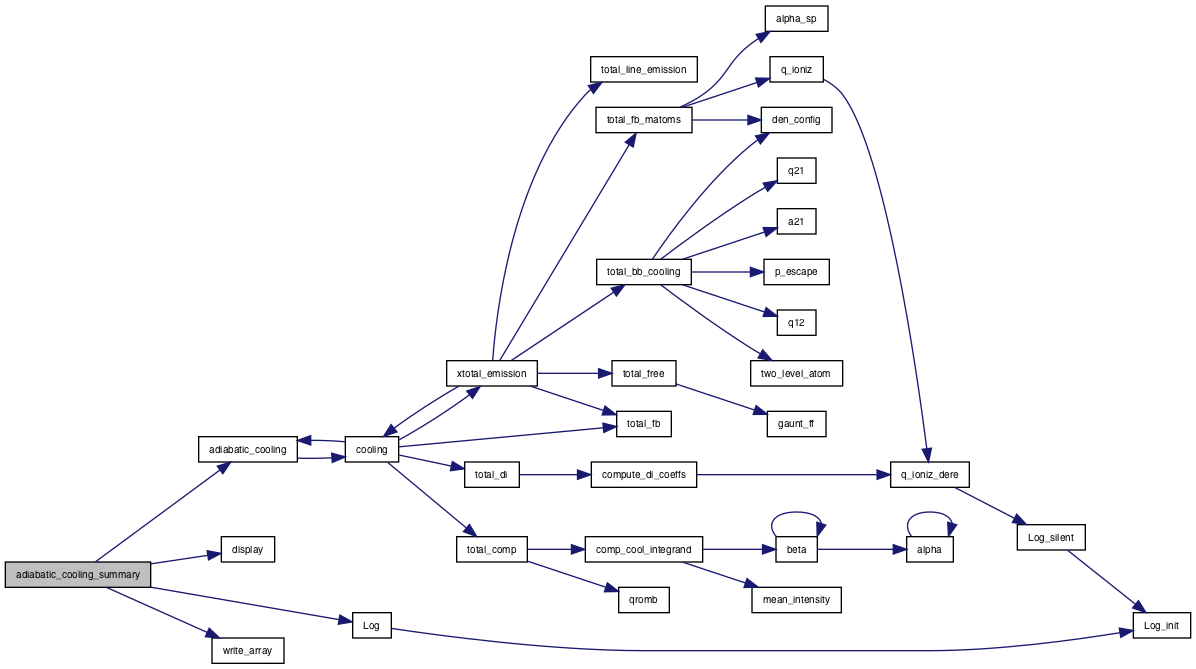 alpha_sp
total_line_emission
q_ioniz
total_fb_matoms
den_config
q21
a21
total_bb_cooling
p_escape
q12
xtotal_emission
total_free
two_level_atom
total_fb
gaunt_ff
adiabatic_cooling
cooling
total_di
compute_di_coeffs
q_ioniz_dere
Log_silent
display
total_comp
comp_cool_integrand
beta
alpha
adiabatic_cooling_summary
qromb
mean_intensity
Log
Log_init
write_array